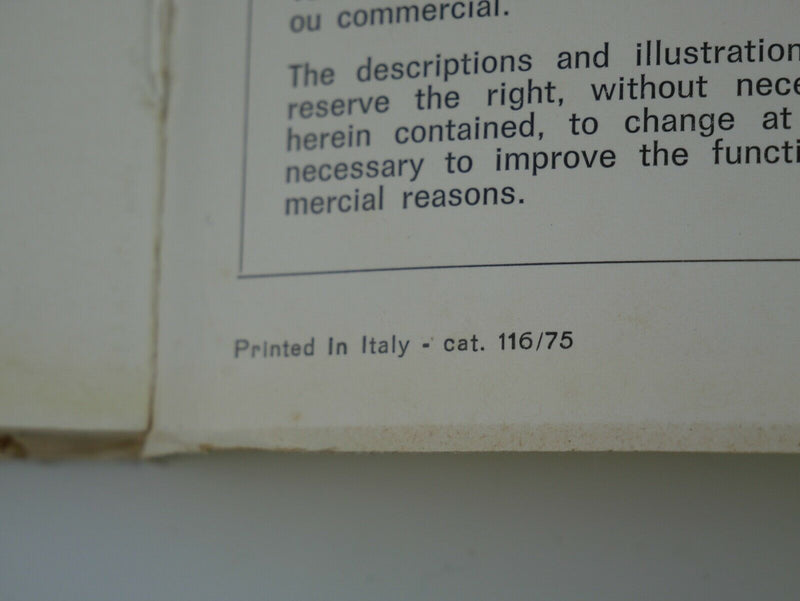 ou commercial.
The descriptions and illustration
reserve the right, without nece
herein contained, to change at
necessary to improve the functi
mercial reasons.
Printed In Italy - cat. 116/75